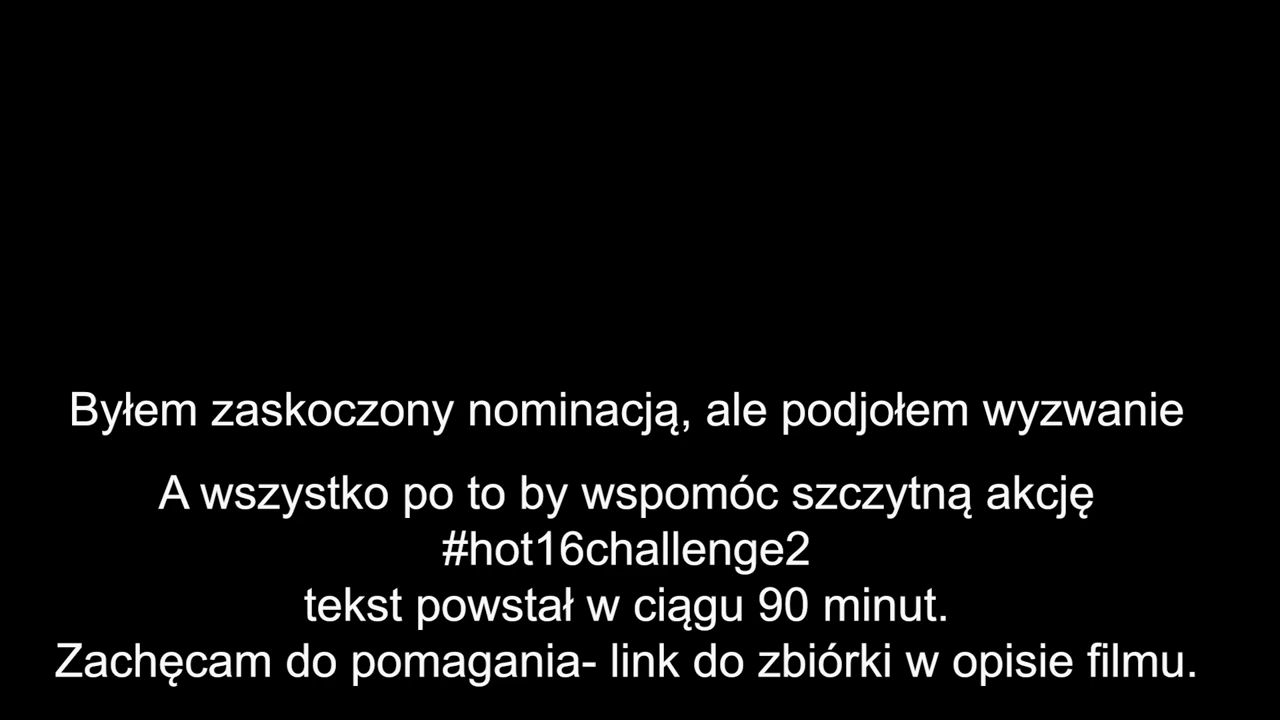 Byłem zaskoczony nominacją, ale podjołem wyzwanie
A wszystko po to by wspomóc szczytną akcję
#hot16challenge2
tekst powstał w ciągu 90 minut.
Zachęcam do pomagania- link do zbiórki w opisie filmu.